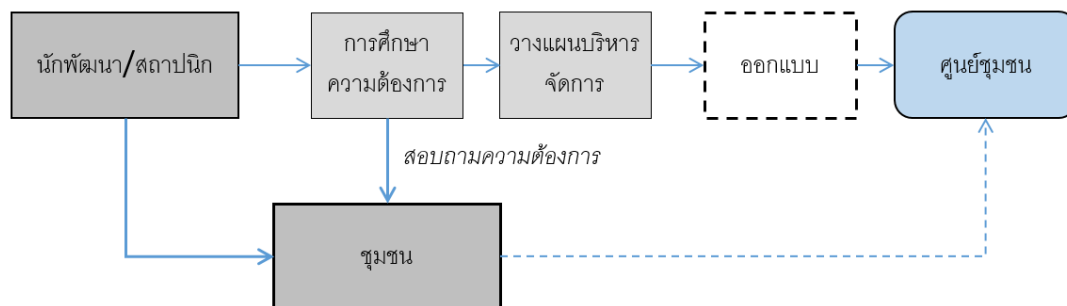 นักพัฒนา/สถาปนิก
การศึกษา
ความต้องการ
วางแผนบริหาร
จัดการ
ออกแบบ
ศูนย์ชุมชน
สอบถามความต้องการ
ชุมชน